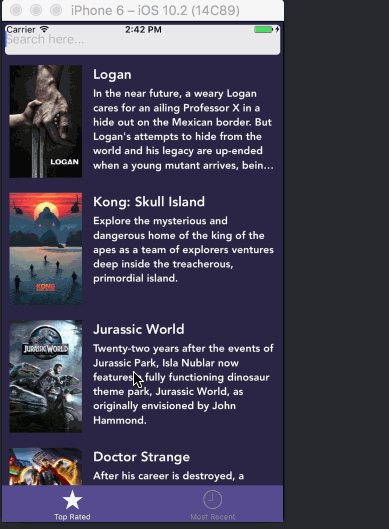 iPhone 6 – iOS 10.2 (14C89)
Carrier 2:42 PM
Search here...
Logan
In the near future, a weary Logan
cares for an ailing Professor X in a
hide out on the Mexican border. But
Logan's attempts to hide from the
world and his legacy are up-ended
when a young mutant arrives, bein...
LOGAN
Kong: Skull Island
Explore the mysterious and
dangerous home of the king of the
apes as a team of explorers ventures
deep inside the treacherous,
primordial island.
KONG
Jurassic World
Twenty-two years after the events of
Jurassic Park, Isla Nublar now
features a fully functioning dinosaur
theme park, Jurassic World, as
originally envisioned by John
Hammond.
JURASSIC WORLD
Doctor Strange
After his career is destroyed, a
Top Rated
Most Recent